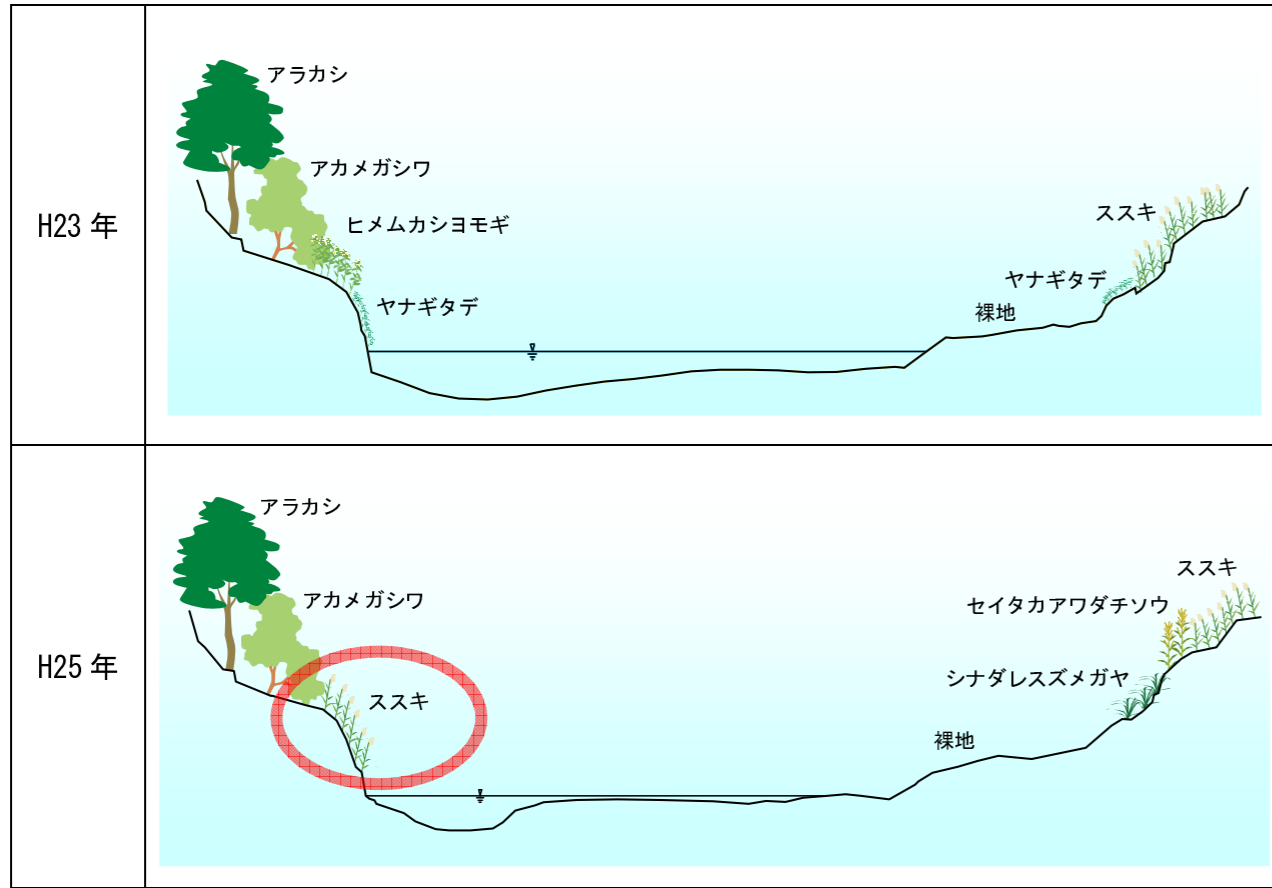 H23 年
アラカシ
アカメガシワ
ヒメムカシヨモギ
ヤナギタデ
ススキ
ヤナギタデ
裸地
H25 年
アラカシ
アカメガシワ
ススキ
ススキ
セイタカアワダチソウ
シナダレスズメガヤ
裸地